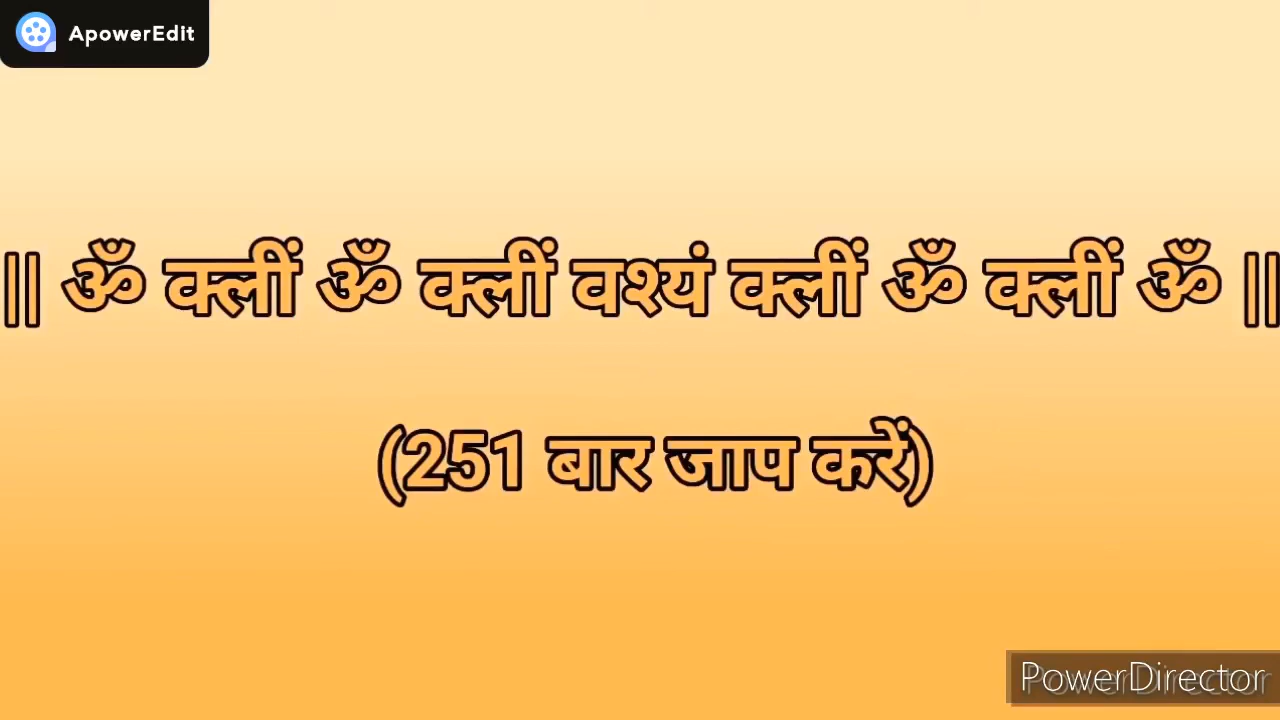 ApowerEdit
|| ॐ क्लीं ॐ क्लीं वश्यं क्लीं ॐ क्लीं ॐ ||
(251 बार जाप करें)
PowerDirector